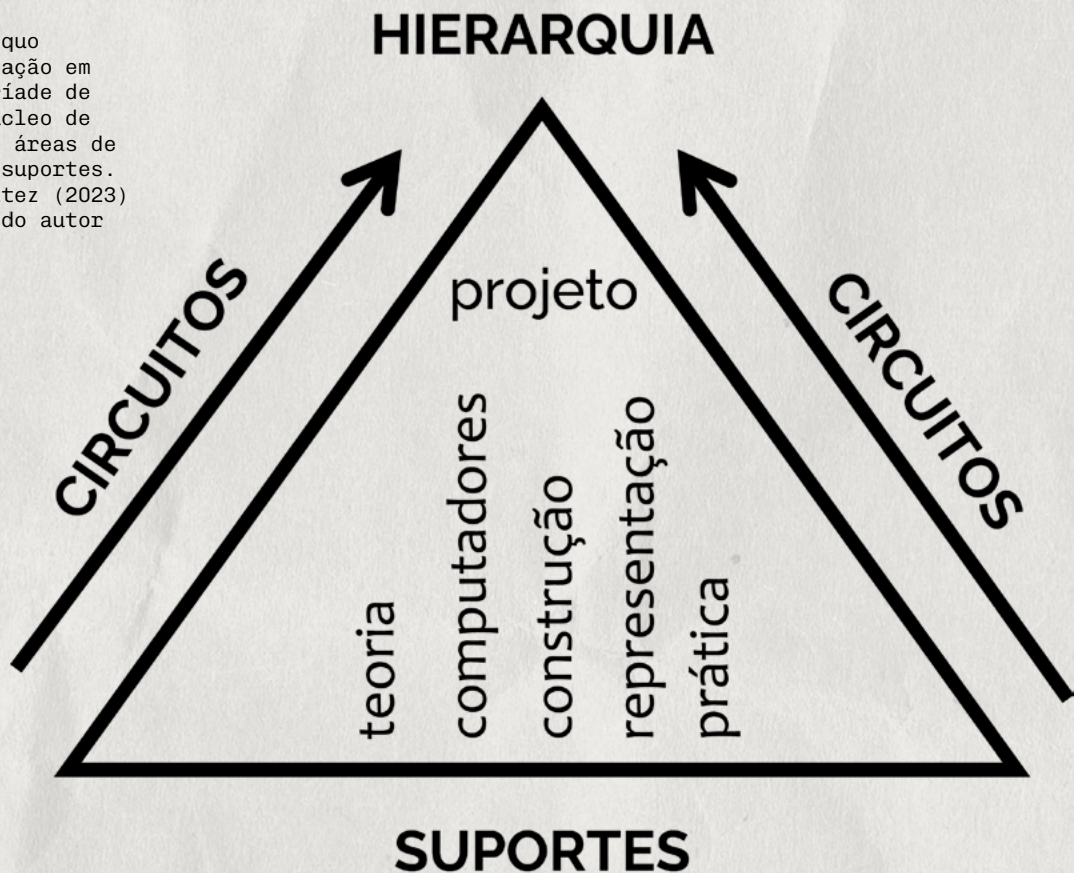 HIERARQUIA
quo
ação em
íade de
cleo de
áreas de
suportes.
tez (2023)
do autor
CIRCUITOS
CIRCUITOS
projeto
teoria
computadores
construção
representação
prática
SUPORTES